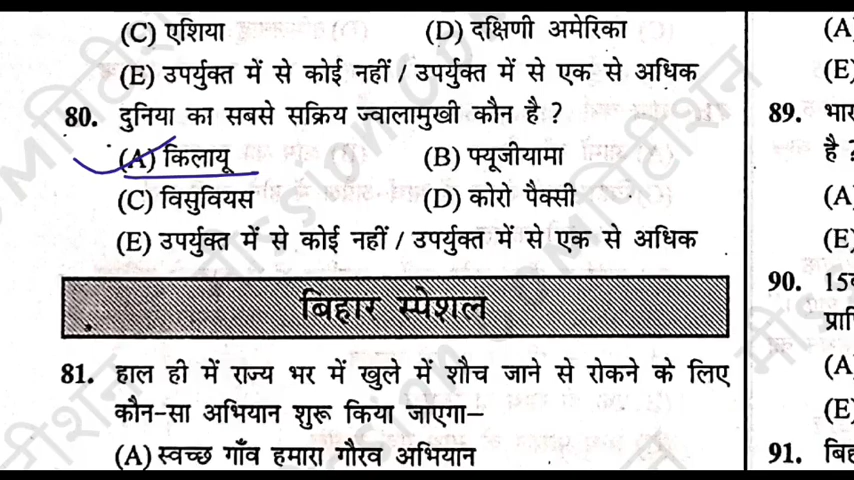 (C) एशिया (D) दक्षिणी अमेरिका
(E) उपर्युक्त में से कोई नहीं / उपर्युक्त में से एक से अधिक
80. दुनिया का सबसे सक्रिय ज्वालामुखी कौन है ?
(A) किलायू (B) फ्यूजीयामा
(C) विसुवियस (D) कोरो पैक्सी
(E) उपर्युक्त में से कोई नहीं / उपर्युक्त में से एक से अधिक
बिहार स्पेशल
81. हाल ही में राज्य भर में खुले में शौच जाने से रोकने के लिए
कौन-सा अभियान शुरू किया जाएगा–
(A) स्वच्छ गाँव हमारा गौरव अभियान
(A)
(E)
89.
है ?
(A)
(E)
90.
(A)
(E)
91.